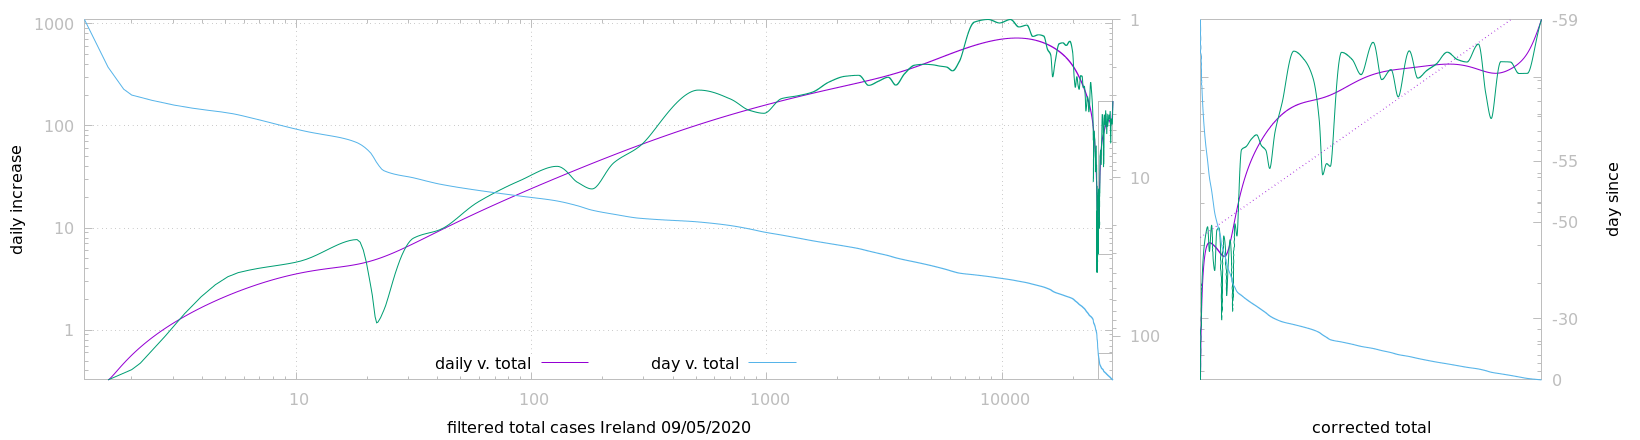 1000
100
10
1
daily increase
10
100
1000
10000
filtered total cases Ireland 09/05/2020
daily v. total
day v. total
1
10
100
-59
-55
-50
-30
0
day since
corrected total